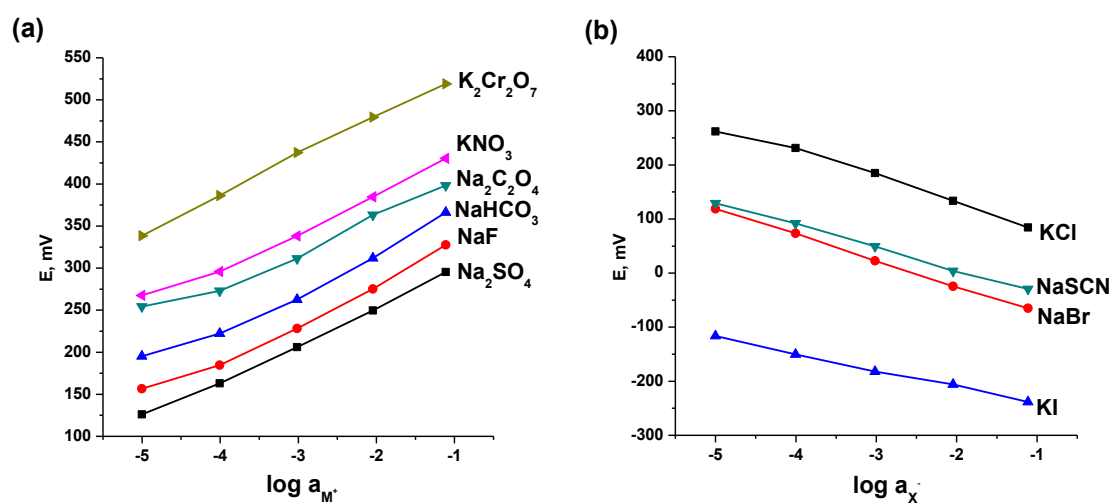 (a)
550
500
450
400
350
300
250
200
150
100
E, mV
-5
-4
-3
-2
-1
log a_M⁺
K₂Cr₂O₇
KNO₃
Na₂C₂O₄
NaHCO₃
NaF
Na₂SO₄
(b)
400
300
200
100
0
-100
-200
-300
E, mV
-5
-4
-3
-2
-1
log a_X⁻
KCl
NaSCN
NaBr
KI